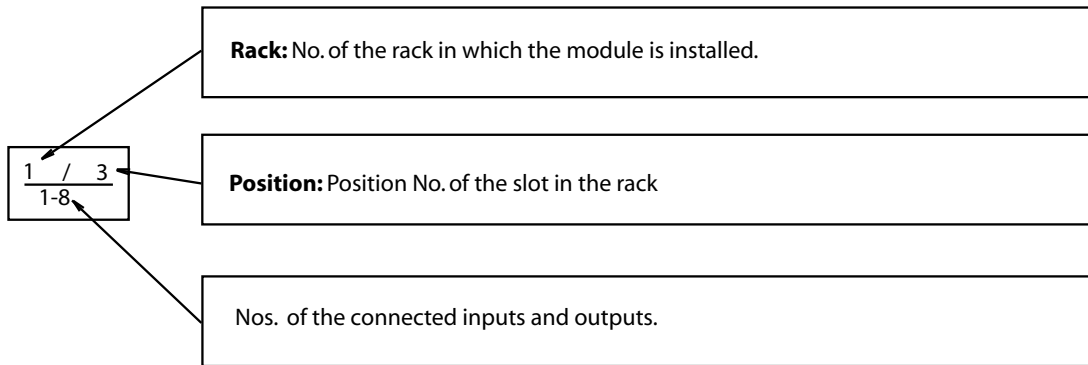 Rack: No. of the rack in which the module is installed.
1 / 3
1-8
Position: Position No. of the slot in the rack
Nos. of the connected inputs and outputs.